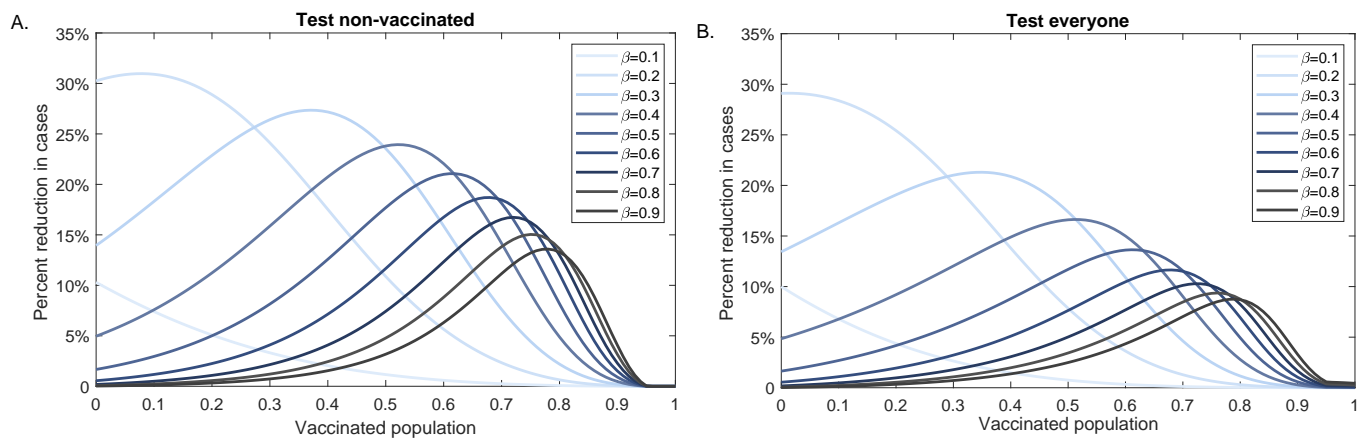 A.
Test non-vaccinated
35%
30%
25%
20%
15%
10%
5%
0
Percent reduction in cases
0 0.1 0.2 0.3 0.4 0.5 0.6 0.7 0.8 0.9 1
Vaccinated population
β=0.1
β=0.2
β=0.3
β=0.4
β=0.5
β=0.6
β=0.7
β=0.8
β=0.9
B.
Test everyone
35%
30%
25%
20%
15%
10%
5%
0
Percent reduction in cases
0 0.1 0.2 0.3 0.4 0.5 0.6 0.7 0.8 0.9 1
Vaccinated population
β=0.1
β=0.2
β=0.3
β=0.4
β=0.5
β=0.6
β=0.7
β=0.8
β=0.9